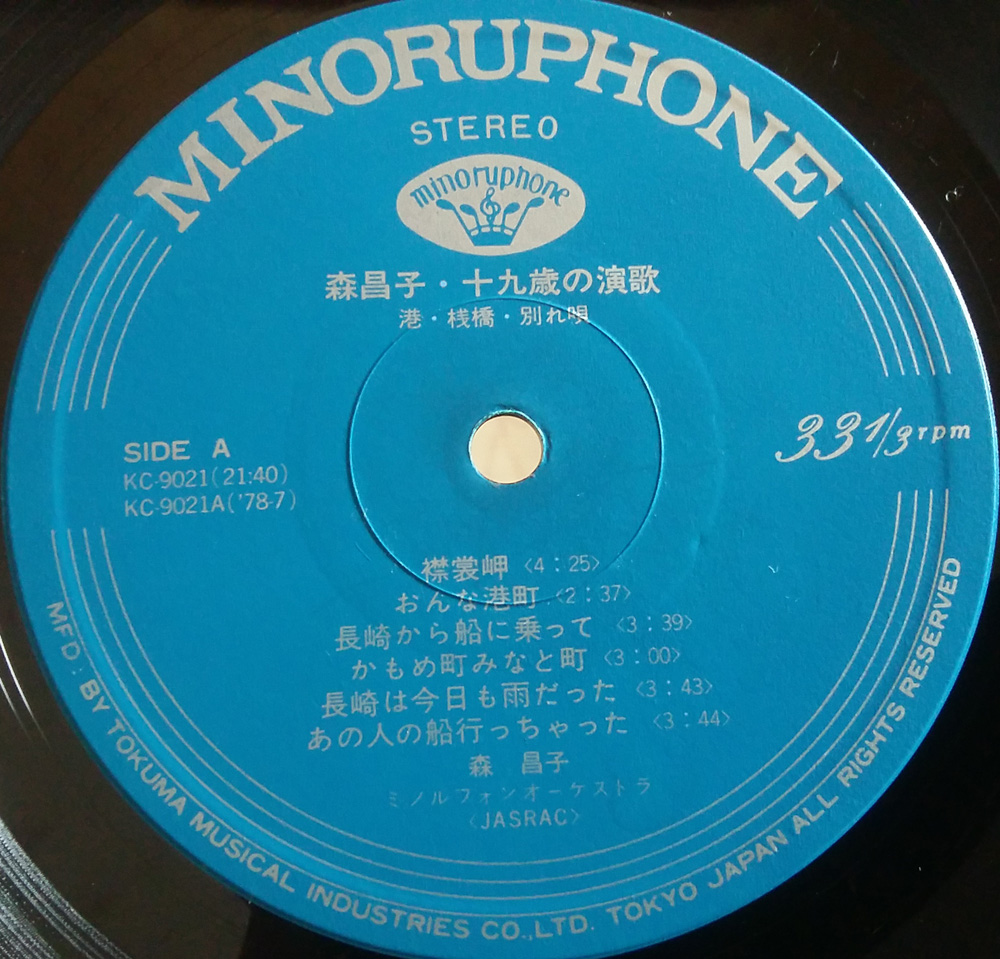 MINORUPHONE
STEREO
minoruphone
森昌子・十九歳の演歌
港・桟橋・別れ唄
33 1/3 rpm
SIDE A
KC-9021(21:40)
KC-9021A('78-7)
襟裳岬 〈4：25〉
おんな港町 〈2：37〉
長崎から船に乗って 〈3：39〉
かもめ町みなと町 〈3：00〉
長崎は今日も雨だった 〈3：43〉
あの人の船行っちゃった 〈3：44〉
森 昌子
ミノルフォンオーケストラ
〈JASRAC〉
MFD: BY TOKUMA MUSICAL INDUSTRIES CO.,LTD. TOKYO JAPAN ALL RIGHTS RESERVED